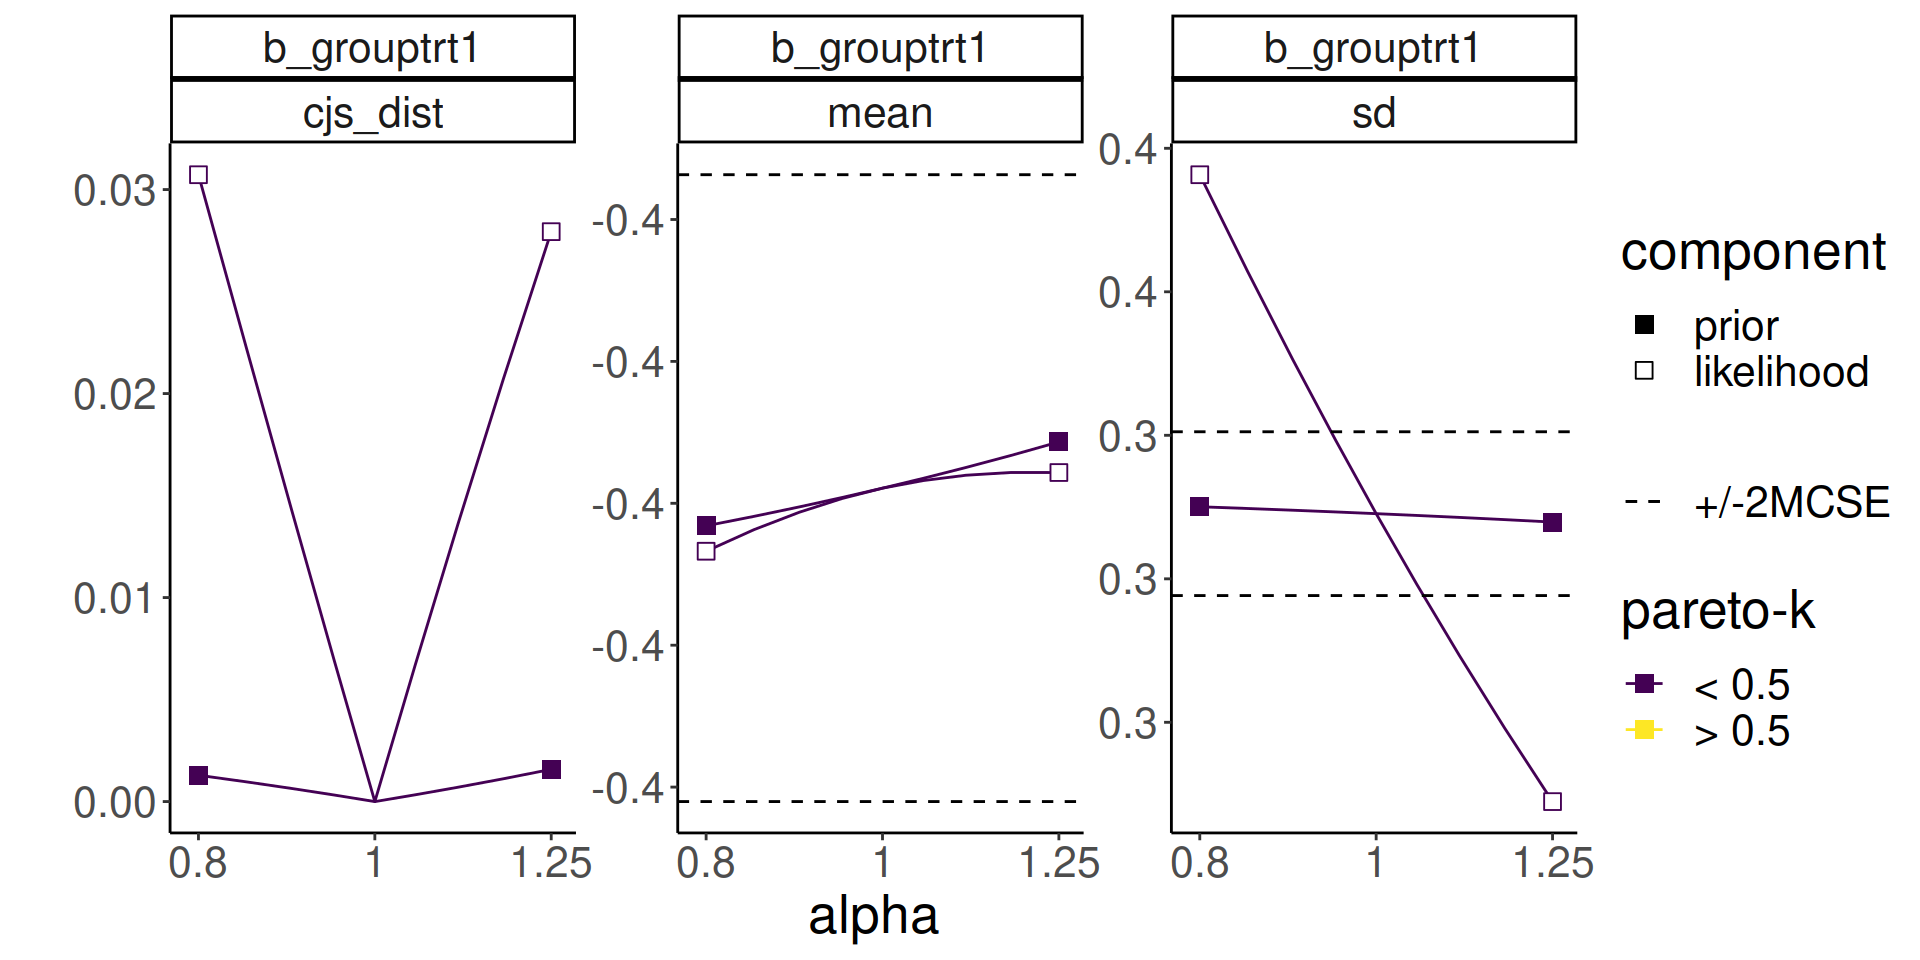 b_grouptrt1
cjs_dist
0.03
0.02
0.01
0.00
0.8 1 1.25
b_grouptrt1
mean
-0.4
-0.4
-0.4
-0.4
-0.4
0.8 1 1.25
b_grouptrt1
sd
0.4
0.4
0.3
0.3
0.3
0.8 1 1.25
alpha
component
prior
likelihood
+/-2MCSE
pareto-k
< 0.5
> 0.5